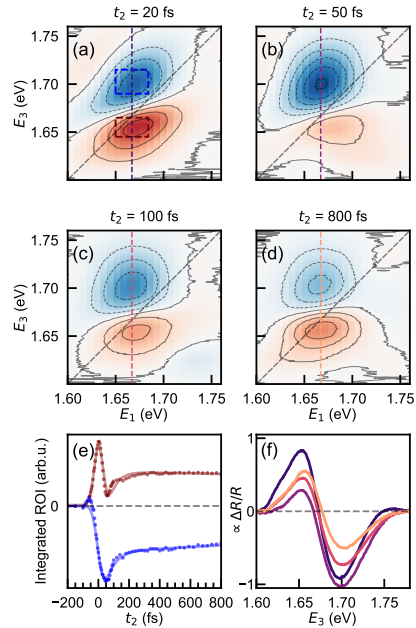 t₂ = 20 fs
t₂ = 50 fs
1.75
1.70
1.65
E₃ (eV)
(a)
(b)
t₂ = 100 fs
t₂ = 800 fs
1.75
1.70
1.65
1.60
E₃ (eV)
(c)
(d)
1.60 1.65 1.70 1.75
1.60 1.65 1.70 1.75
E₁ (eV)
E₁ (eV)
Integrated ROI (arb.u.)
0
(e)
−200 0 200 400 600 800
t₂ (fs)
∝ ΔR/R
1
0
−1
(f)
1.60 1.65 1.70 1.75
E₃ (eV)